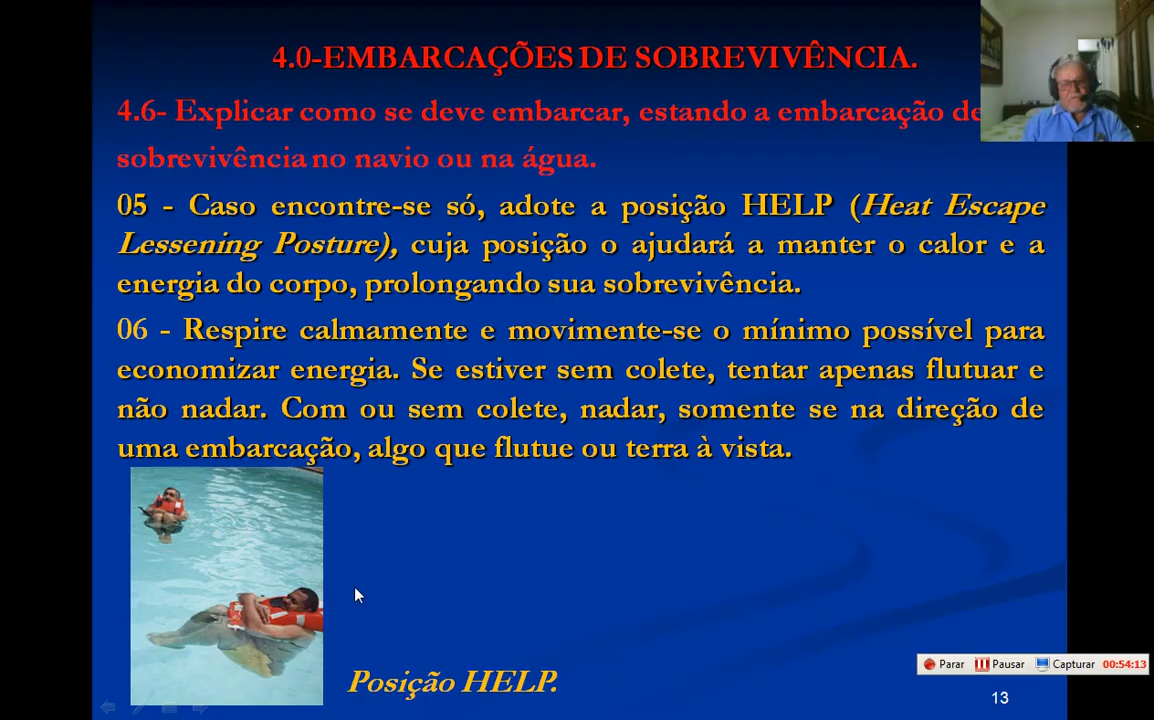 4.0-EMBARCAÇÕES DE SOBREVIVÊNCIA.
4.6- Explicar como se deve embarcar, estando a embarcação de
sobrevivência no navio ou na água.
05 - Caso encontre-se só, adote a posição HELP (Heat Escape
Lessening Posture), cuja posição o ajudará a manter o calor e a
energia do corpo, prolongando sua sobrevivência.
06 - Respire calmamente e movimente-se o mínimo possível para
economizar energia. Se estiver sem colete, tentar apenas flutuar e
não nadar. Com ou sem colete, nadar, somente se na direção de
uma embarcação, algo que flutue ou terra à vista.
Posição HELP.
Parar Pausar Capturar 00:54:13
13